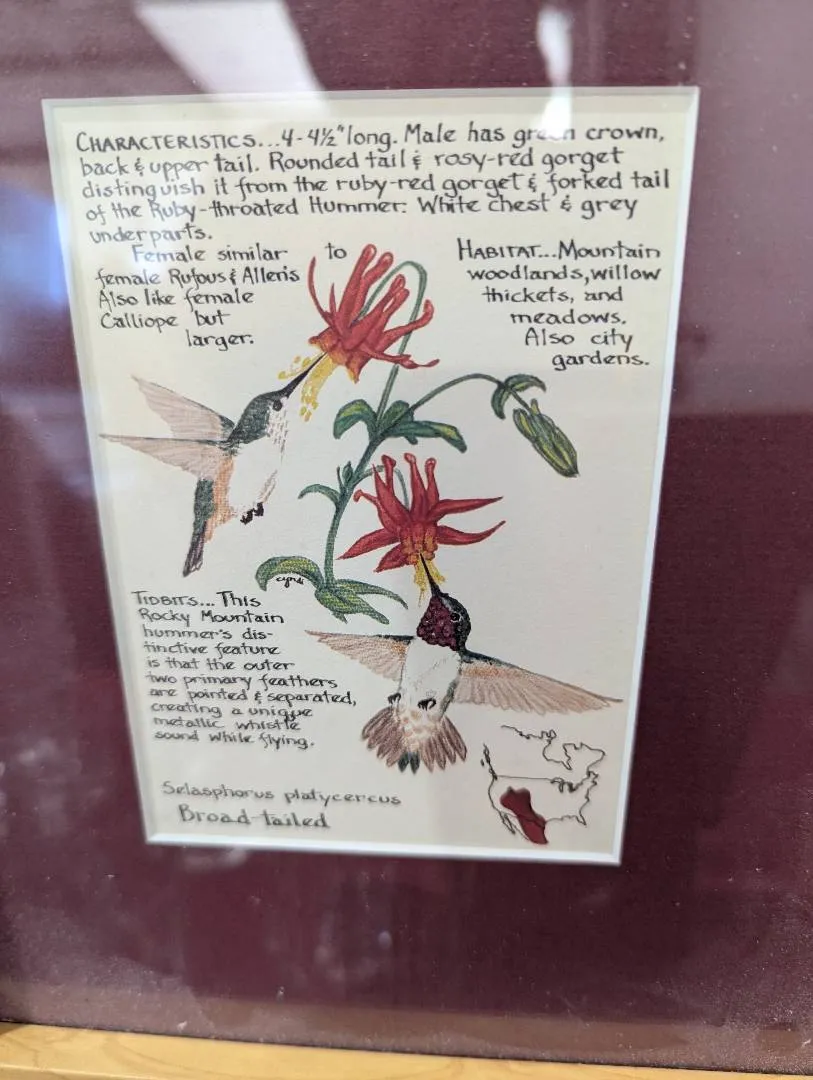 CHARACTERISTICS...4-4½"long. Male has green crown,
back & upper tail. Rounded tail & rosy-red gorget
distinguish it from the ruby-red gorget & forked tail
of the Ruby-throated Hummer. White chest & grey
underparts.
Female similar to
female Rufous & Allen's
Also like female
Calliope but
larger.
HABITAT...Mountain
woodlands, willow
thickets, and
meadows.
Also city
gardens.
cyndi
TIDBITS...This
Rocky Mountain
hummer's dis-
tinctive feature
is that the outer
two primary feathers
are pointed & separated,
creating a unique
metallic whistle
sound while flying.
Selasphorus platycercus
Broad-tailed